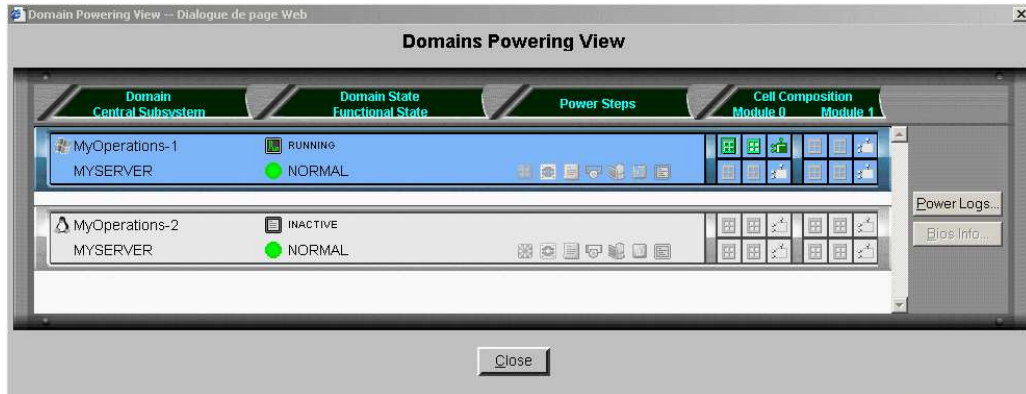 Domain Powering View -- Dialogue de page Web
Domains Powering View
Domain
Central Subsystem
Domain State
Functional State
Power Steps
Cell Composition
Module 0 Module 1
MyOperations-1 RUNNING
MYSERVER NORMAL
MyOperations-2 INACTIVE
MYSERVER NORMAL
Power Logs...
Bios Info...
Close